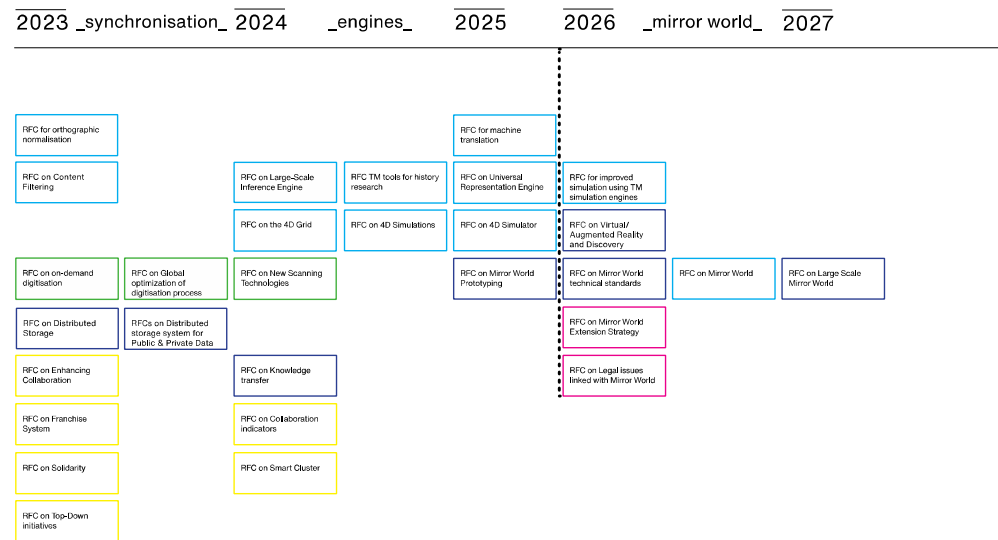 2023 _synchronisation_ 2024 _engines_ 2025 2026 _mirror world_ 2027
RFC for orthographic
normalisation
RFC for machine
translation
RFC on Content
Filtering
RFC on Large-Scale
Inference Engine
RFC TM tools for history
research
RFC on Universal
Representation Engine
RFC for improved
simulation using TM
simulation engines
RFC on the 4D Grid
RFC on 4D Simulations
RFC on 4D Simulator
RFC on Virtual/
Augmented Reality
and Discovery
RFC on on-demand
digitisation
RFC on Global
optimization of
digitisation process
RFC on New Scanning
Technologies
RFC on Mirror World
Prototyping
RFC on Mirror World
technical standards
RFC on Mirror World
RFC on Large Scale
Mirror World
RFC on Distributed
Storage
RFCs on Distributed
storage system for
Public & Private Data
RFC on Mirror World
Extension Strategy
RFC on Enhancing
Collaboration
RFC on Knowledge
transfer
RFC on Legal issues
linked with Mirror World
RFC on Franchise
System
RFC on Collaboration
indicators
RFC on Solidarity
RFC on Smart Cluster
RFC on Top-Down
initiatives